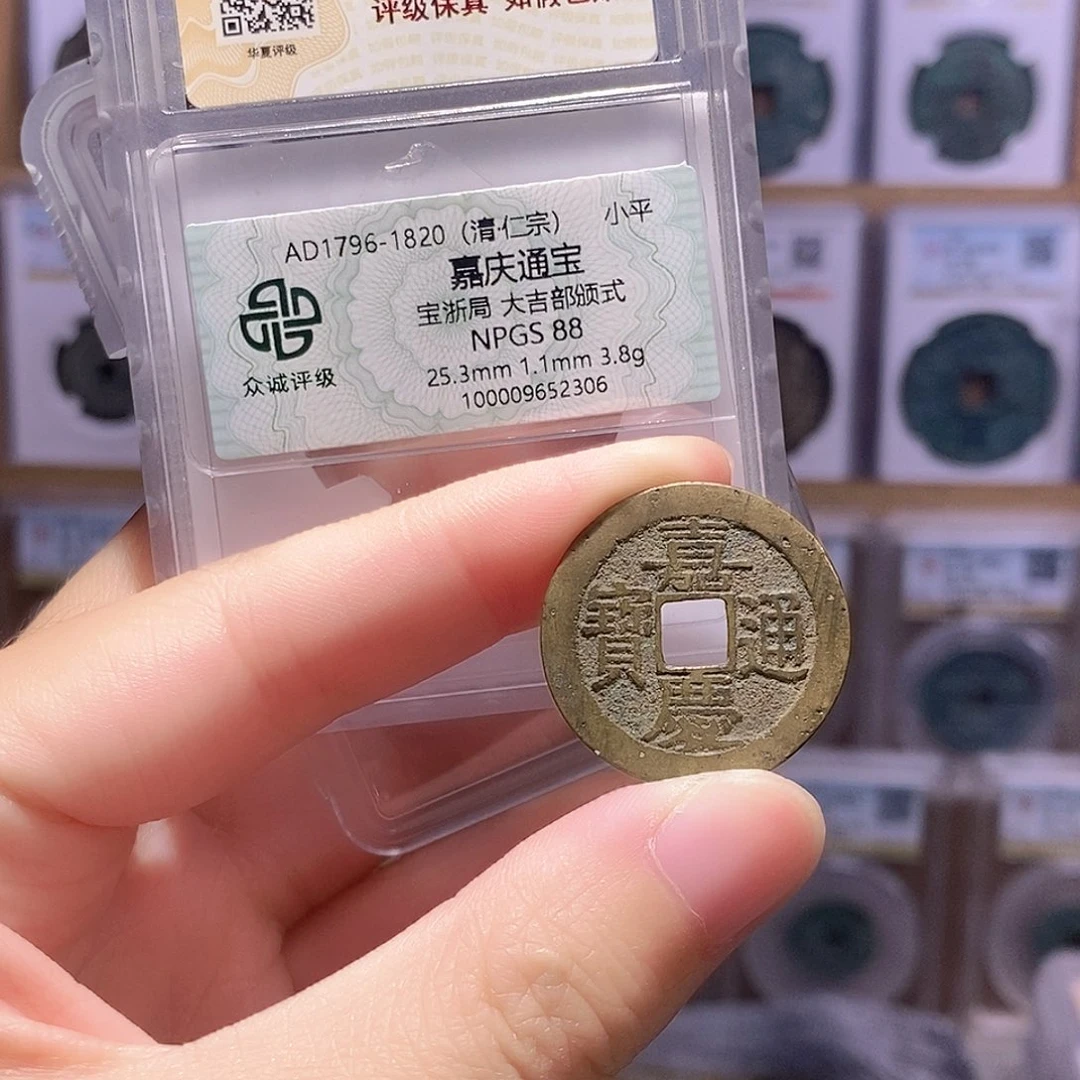 华夏评级
评级保真
AD1796-1820（清·仁宗） 小平
嘉庆通宝
宝浙局 大吉部颁式
NPGS 88
25.3mm 1.1mm 3.8g
100009652306
众诚评级
嘉慶通寶